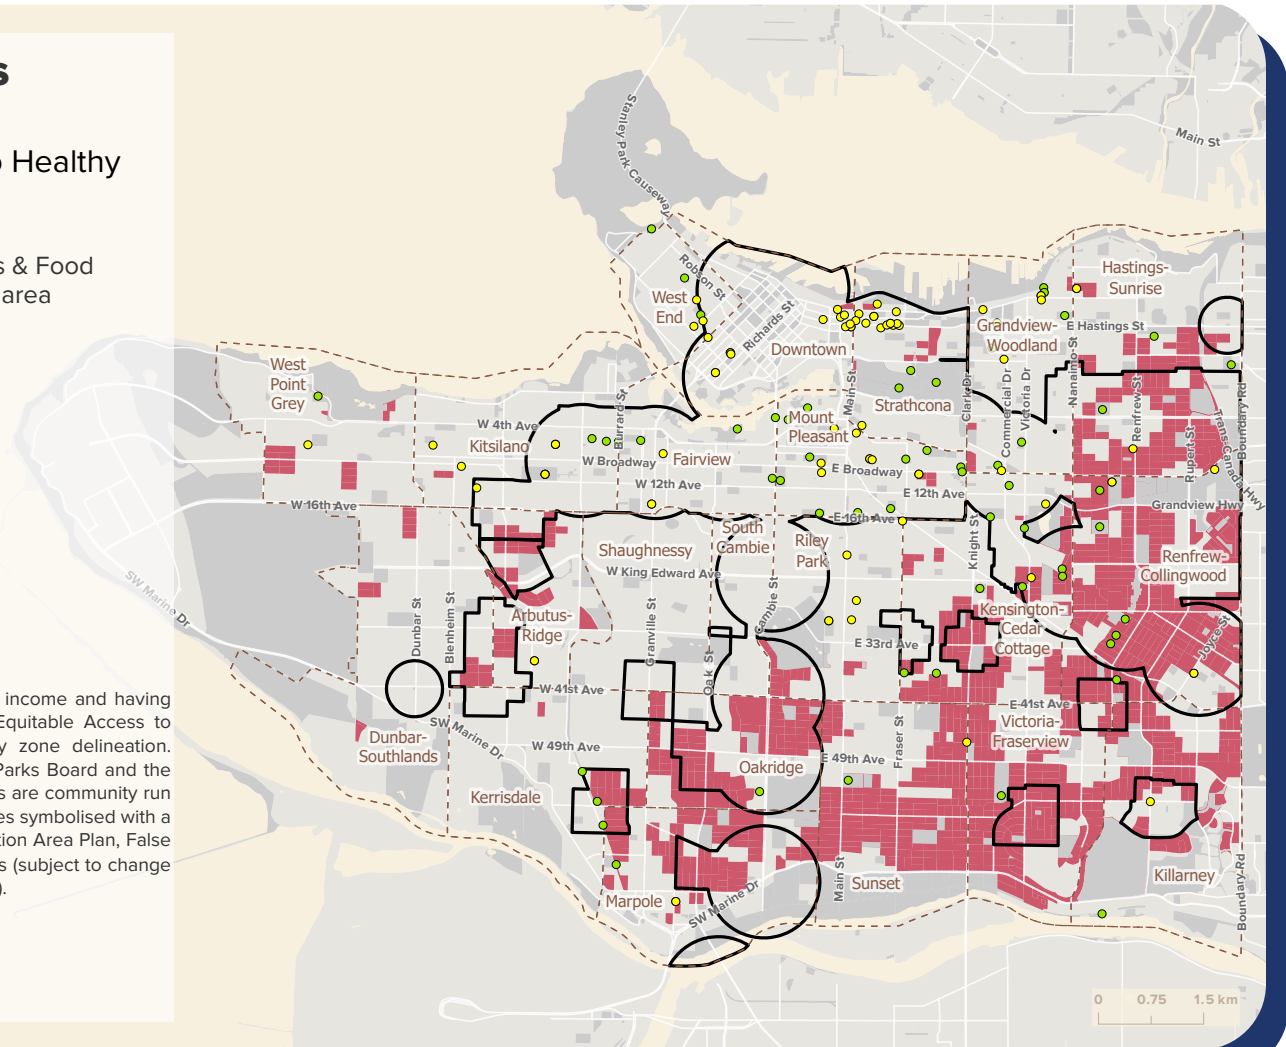 s
o Healthy
s & Food
area
income and having
Equitable Access to
y zone delineation.
Parks Board and the
s are community run
es symbolised with a
tion Area Plan, False
s (subject to change
).
Main St
Stanley Park Causeway
Robson St
West
End
Richards St
Downtown
Hastings-
Sunrise
Grandview-
Woodland
E Hastings St
Nanaimo St
West
Point
Grey
W 4th Ave
Kitsilano
Burrard St
W Broadway
Fairview
W 12th Ave
Mount
Pleasant
Main St
Strathcona
Clark Dr
Commercial Dr
Victoria Dr
Renfrew St
Rupert St
Trans-Canada Hwy
Boundary Rd
E Broadway
E 12th Ave
W 16th Ave
E 16th Ave
Grandview Hwy
South
Cambie
Riley
Park
Shaughnessy
W King Edward Ave
Knight St
Renfrew-
Collingwood
SW Marine Dr
Dunbar St
Blenheim St
Arbutus-
Ridge
Granville St
Oak St
Cambie St
E 33rd Ave
Kensington-
Cedar
Cottage
Joyce St
W 41st Ave
E 41st Ave
Dunbar-
Southlands
SW Marine Dr
W 49th Ave
Oakridge
E 49th Ave
Fraser St
Victoria-
Fraserview
Kerrisdale
Marpole
SW Marine Dr
Main St
Sunset
Killarney
Boundary Rd
0 0.75 1.5 km